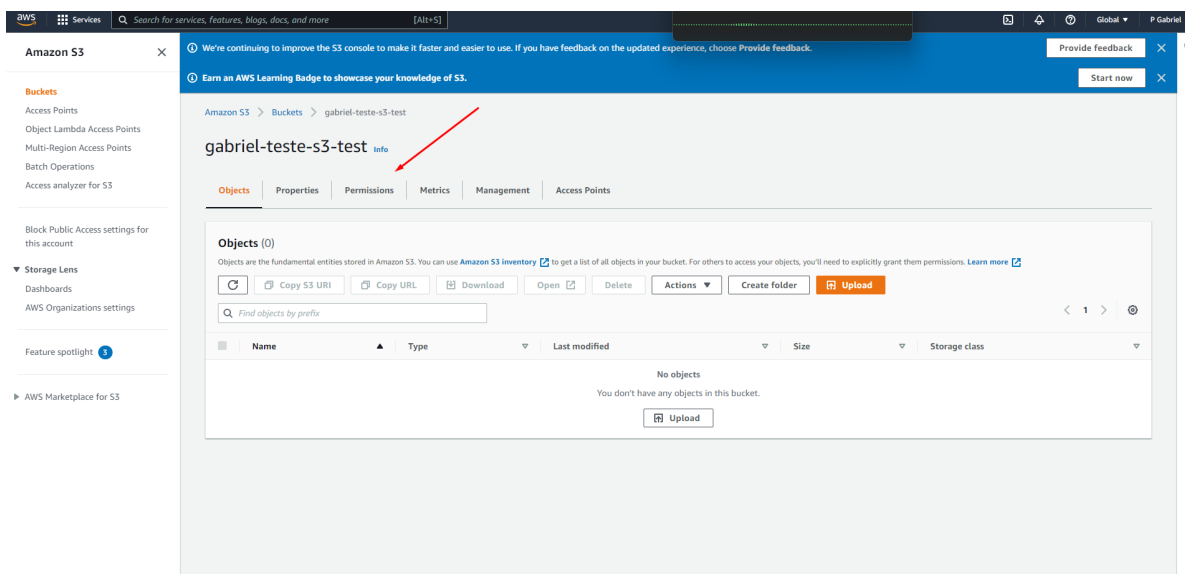 aws Services Search for services, features, blogs, docs, and more [Alt+S] Global ▼ P Gabriel
Amazon S3
We're continuing to improve the S3 console to make it faster and easier to use. If you have feedback on the updated experience, choose Provide feedback. Provide feedback
Earn an AWS Learning Badge to showcase your knowledge of S3. Start now
Buckets
Access Points
Object Lambda Access Points
Multi-Region Access Points
Batch Operations
Access analyzer for S3
Block Public Access settings for
this account
▼ Storage Lens
Dashboards
AWS Organizations settings
Feature spotlight 3
▶ AWS Marketplace for S3
Amazon S3 > Buckets > gabriel-teste-s3-test
gabriel-teste-s3-test Info
Objects Properties Permissions Metrics Management Access Points
Objects (0)
Objects are the fundamental entities stored in Amazon S3. You can use Amazon S3 inventory to get a list of all objects in your bucket. For others to access your objects, you'll need to explicitly grant them permissions. Learn more
Copy S3 URI Copy URL Download Open Delete Actions ▼ Create folder Upload
Find objects by prefix < 1 >
Name ▲ Type ▽ Last modified ▽ Size ▽ Storage class ▽
No objects
You don't have any objects in this bucket.
Upload